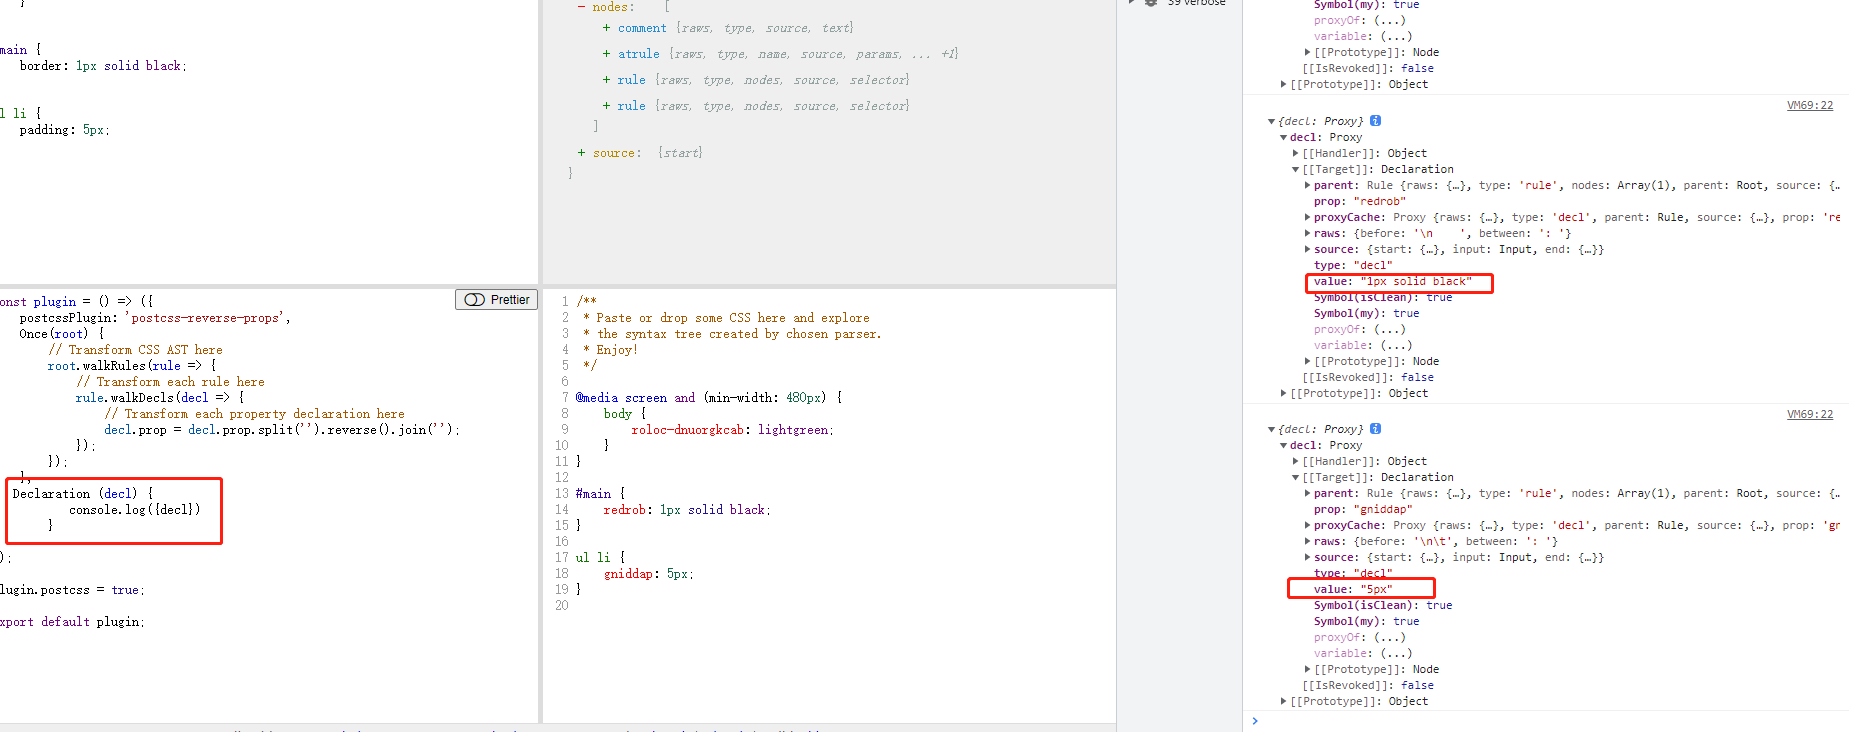 }
main {
border: 1px solid black;
l li {
padding: 5px;
- nodes: [
+ comment {raws, type, source, text}
+ atrule {raws, type, name, source, params, ... +1}
+ rule {raws, type, nodes, source, selector}
+ rule {raws, type, nodes, source, selector}
]
+ source: {start}
}
onst plugin = () => ({
postcssPlugin: 'postcss-reverse-props',
Once(root) {
// Transform CSS AST here
root.walkRules(rule => {
// Transform each rule here
rule.walkDecls(decl => {
// Transform each property declaration here
decl.prop = decl.prop.split('').reverse().join('');
});
});
},
Declaration (decl) {
console.log({decl})
}
);
lugin.postcss = true;
xport default plugin;
Prettier
1 /**
2 * Paste or drop some CSS here and explore
3 * the syntax tree created by chosen parser.
4 * Enjoy!
5 */
6
7 @media screen and (min-width: 480px) {
8 body {
9 roloc-dnuorgkcab: lightgreen;
10 }
11 }
12
13 #main {
14 redrob: 1px solid black;
15 }
16
17 ul li {
18 gniddap: 5px;
19 }
20
39 verbose
Symbol(my): true
proxyOf: (...)
variable: (...)
[[Prototype]]: Node
[[IsRevoked]]: false
[[Prototype]]: Object
VM69:22
{decl: Proxy} i
decl: Proxy
[[Handler]]: Object
[[Target]]: Declaration
parent: Rule {raws: {…}, type: 'rule', nodes: Array(1), parent: Root, source: {…
prop: "redrob"
proxyCache: Proxy {raws: {…}, type: 'decl', parent: Rule, source: {…}, prop: 're
raws: {before: '\n    ', between: ': '}
source: {start: {…}, input: Input, end: {…}}
type: "decl"
value: "1px solid black"
Symbol(isClean): true
Symbol(my): true
proxyOf: (...)
variable: (...)
[[Prototype]]: Node
[[IsRevoked]]: false
[[Prototype]]: Object
VM69:22
{decl: Proxy} i
decl: Proxy
[[Handler]]: Object
[[Target]]: Declaration
parent: Rule {raws: {…}, type: 'rule', nodes: Array(1), parent: Root, source: {…
prop: "gniddap"
proxyCache: Proxy {raws: {…}, type: 'decl', parent: Rule, source: {…}, prop: 'gr
raws: {before: '\n\t', between: ': '}
source: {start: {…}, input: Input, end: {…}}
type: "decl"
value: "5px"
Symbol(isClean): true
Symbol(my): true
proxyOf: (...)
variable: (...)
[[Prototype]]: Node
[[IsRevoked]]: false
[[Prototype]]: Object
>